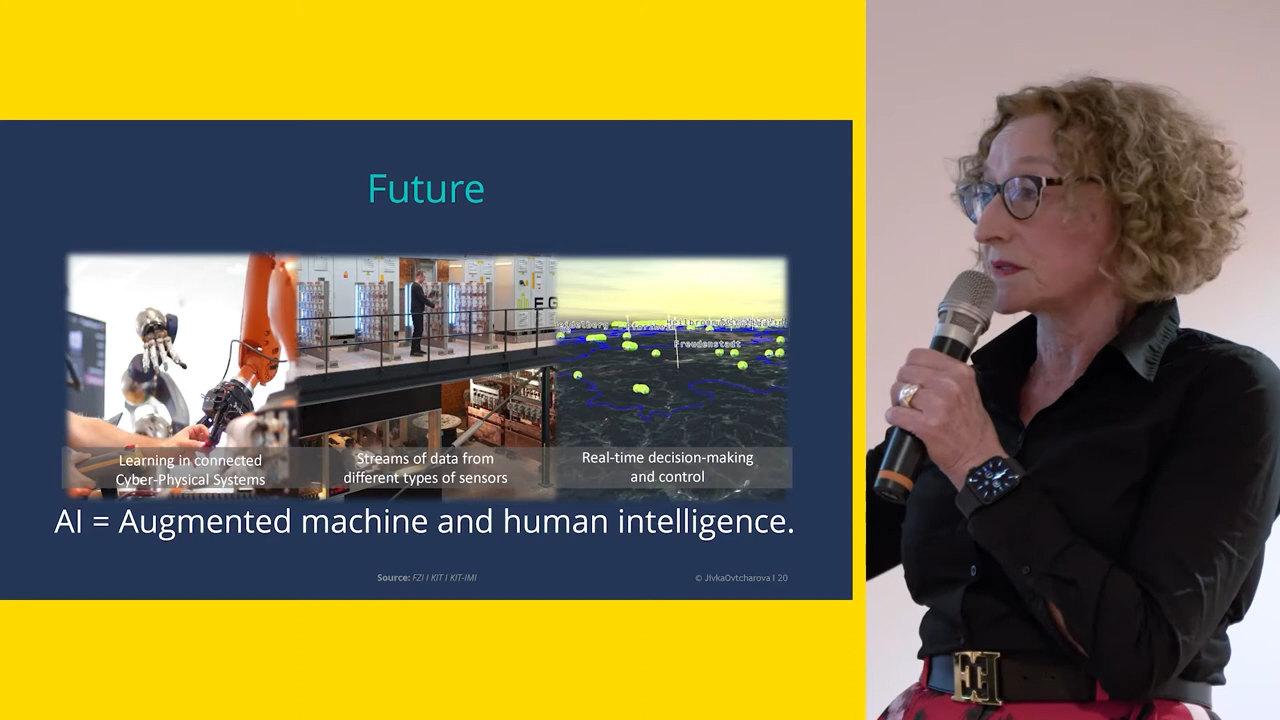 Future
Heidelberg
Freudenstadt
Learning in connected
Cyber-Physical Systems
Streams of data from
different types of sensors
Real-time decision-making
and control
AI = Augmented machine and human intelligence.
Source: FZI I KIT I KIT-IMI
© JivkaOvtcharova I 20